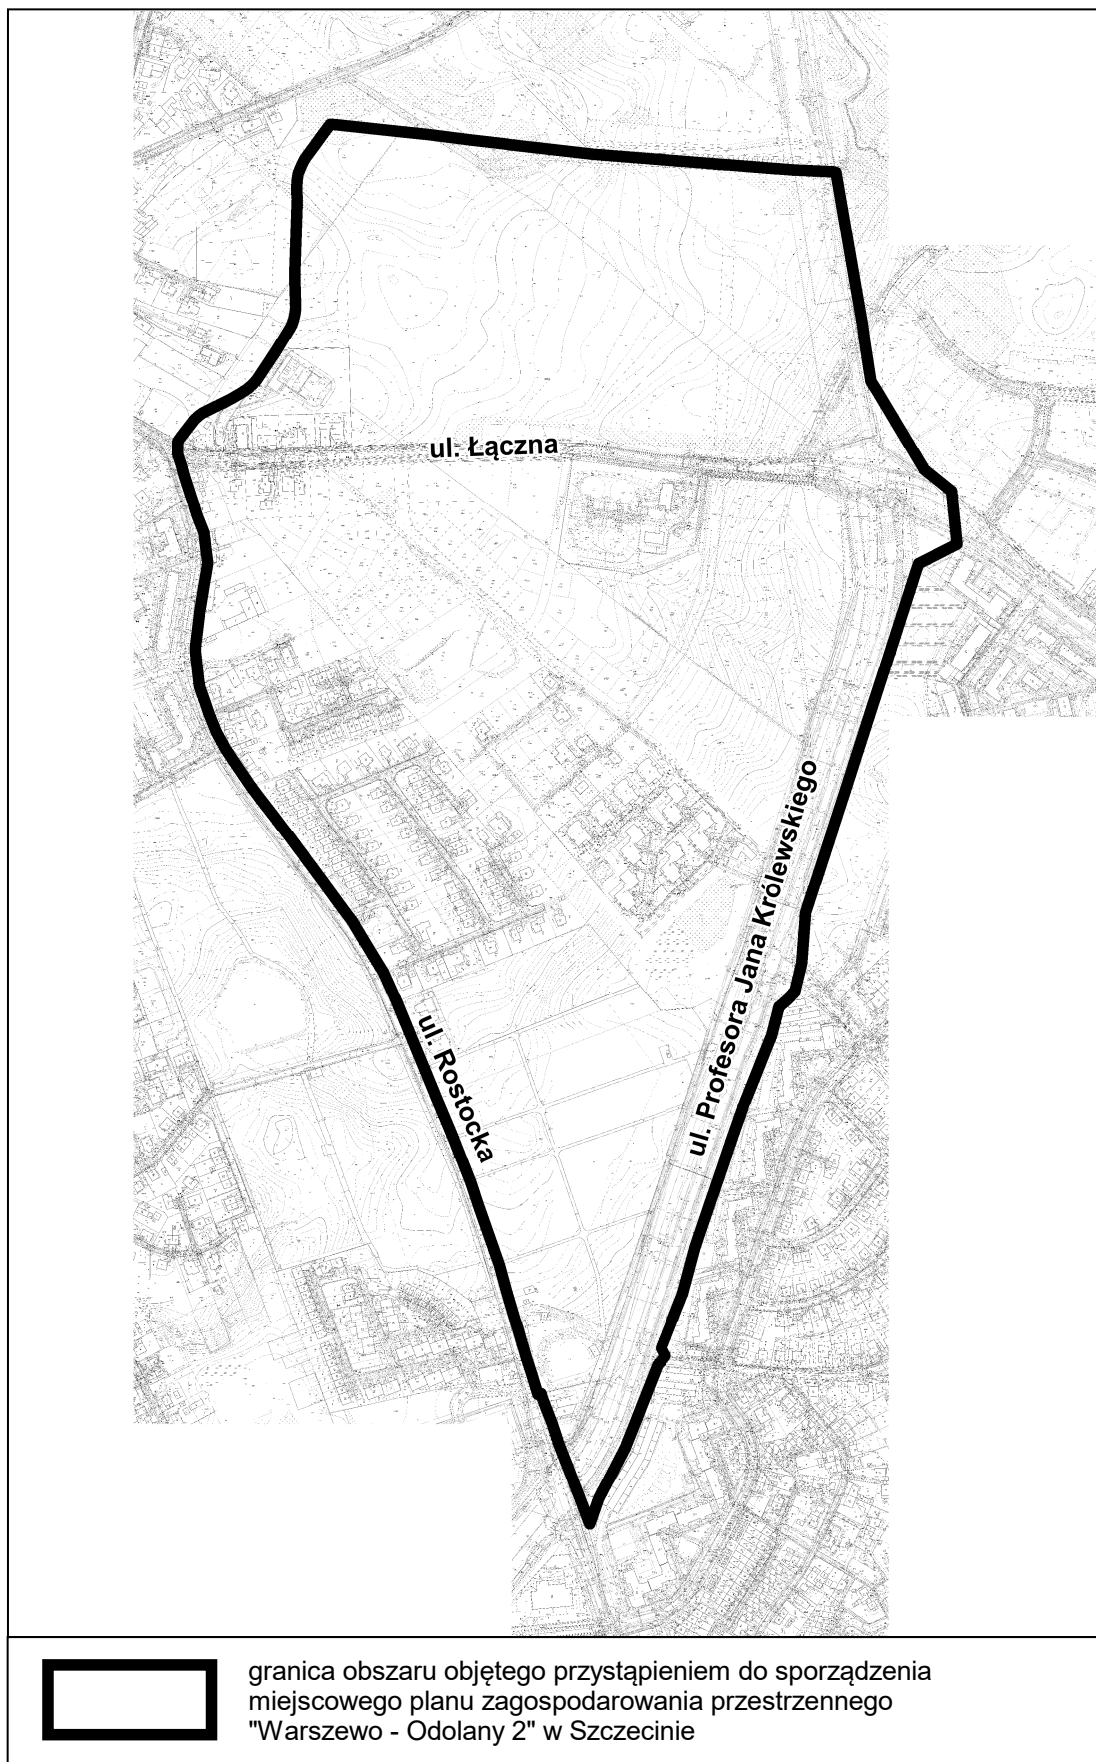 ul. Łączna
ul. Profesora Jana Królewskiego
ul. Rostocka
granica obszaru objętego przystąpieniem do sporządzenia
miejscowego planu zagospodarowania przestrzennego
"Warszewo - Odolany 2" w Szczecinie